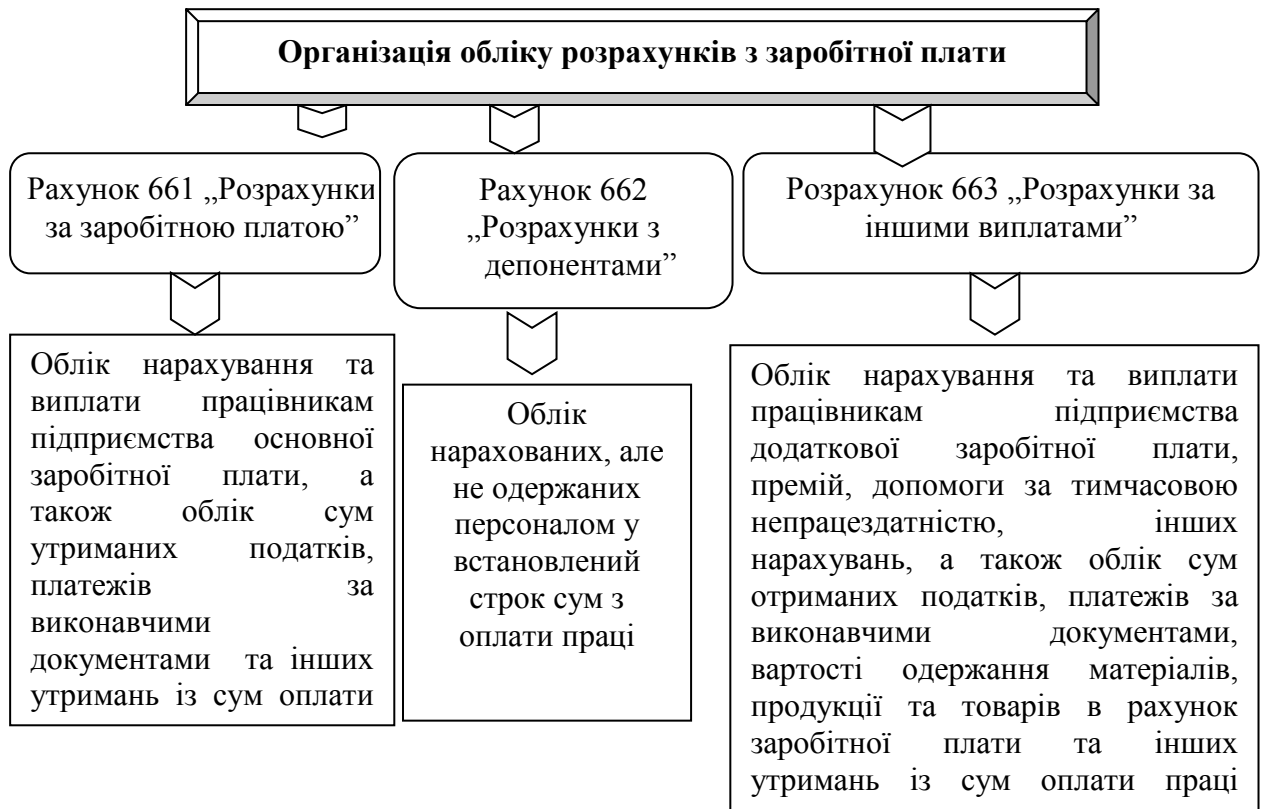 Організація обліку розрахунків з заробітної плати
Рахунок 661 „Розрахунки
за заробітною платою”
Рахунок 662
„Розрахунки з
депонентами”
Розрахунок 663 „Розрахунки за
іншими виплатами”
Облік нарахування та
виплати працівникам
підприємства основної
заробітної плати, а
також облік сум
утриманих податків,
платежів за
виконавчими
документами та інших
утримань із сум оплати
Облік
нарахованих, але
не одержаних
персоналом у
встановлений
строк сум з
оплати праці
Облік нарахування та виплати
працівникам підприємства
додаткової заробітної плати,
премій, допомоги за тимчасовою
непрацездатністю, інших
нарахувань, а також облік сум
отриманих податків, платежів за
виконавчими документами,
вартості одержання матеріалів,
продукції та товарів в рахунок
заробітної плати та інших
утримань із сум оплати праці